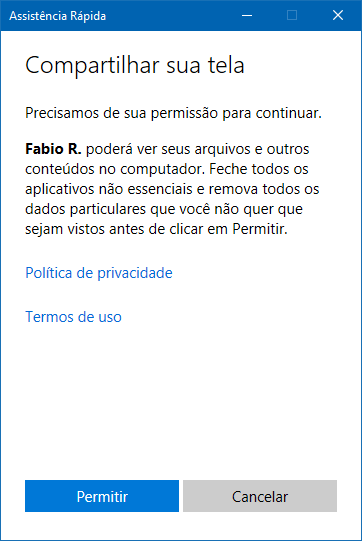 Assistência Rápida
Compartilhar sua tela
Precisamos de sua permissão para continuar.
Fabio R. poderá ver seus arquivos e outros
conteúdos no computador. Feche todos os
aplicativos não essenciais e remova todos os
dados particulares que você não quer que
sejam vistos antes de clicar em Permitir.
Política de privacidade
Termos de uso
Permitir
Cancelar